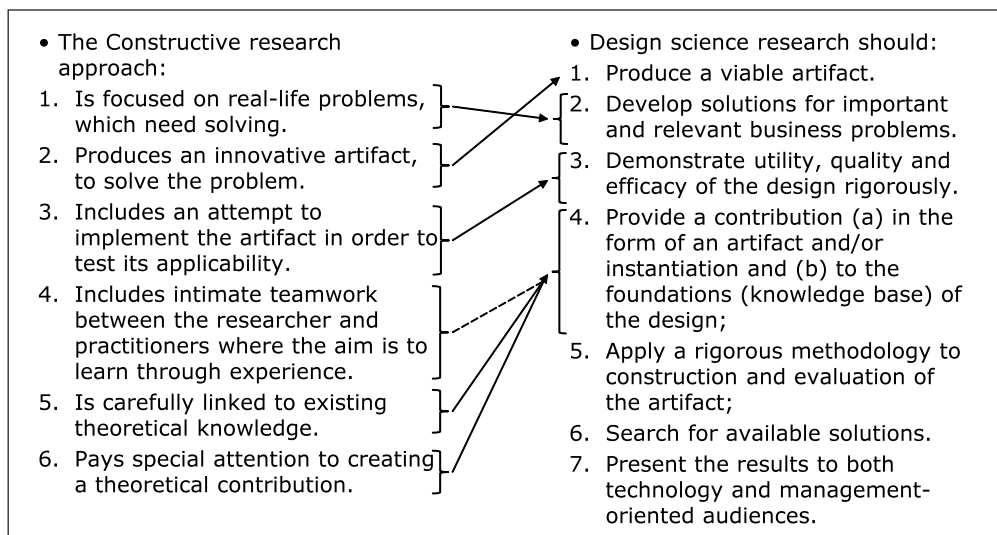 • The Constructive research
approach:
1. Is focused on real-life problems,
which need solving.
2. Produces an innovative artifact,
to solve the problem.
3. Includes an attempt to
implement the artifact in order to
test its applicability.
4. Includes intimate teamwork
between the researcher and
practitioners where the aim is to
learn through experience.
5. Is carefully linked to existing
theoretical knowledge.
6. Pays special attention to creating
a theoretical contribution.
• Design science research should:
1. Produce a viable artifact.
2. Develop solutions for important
and relevant business problems.
3. Demonstrate utility, quality and
efficacy of the design rigorously.
4. Provide a contribution (a) in the
form of an artifact and/or
instantiation and (b) to the
foundations (knowledge base) of
the design;
5. Apply a rigorous methodology to
construction and evaluation of
the artifact;
6. Search for available solutions.
7. Present the results to both
technology and management-
oriented audiences.